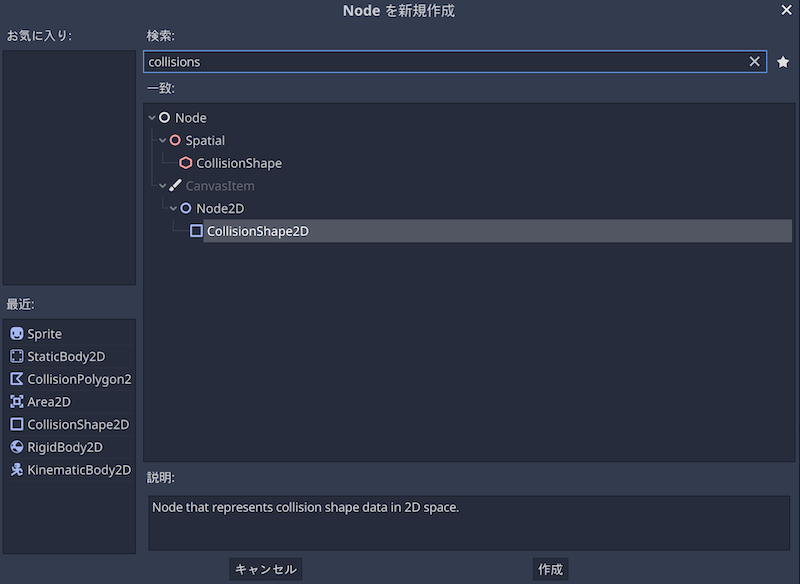 Node を新規作成
お気に入り:
検索:
collisions
一致:
Node
Spatial
CollisionShape
CanvasItem
Node2D
CollisionShape2D
最近:
Sprite
StaticBody2D
CollisionPolygon2
Area2D
CollisionShape2D
RigidBody2D
KinematicBody2D
説明:
Node that represents collision shape data in 2D space.
キャンセル
作成